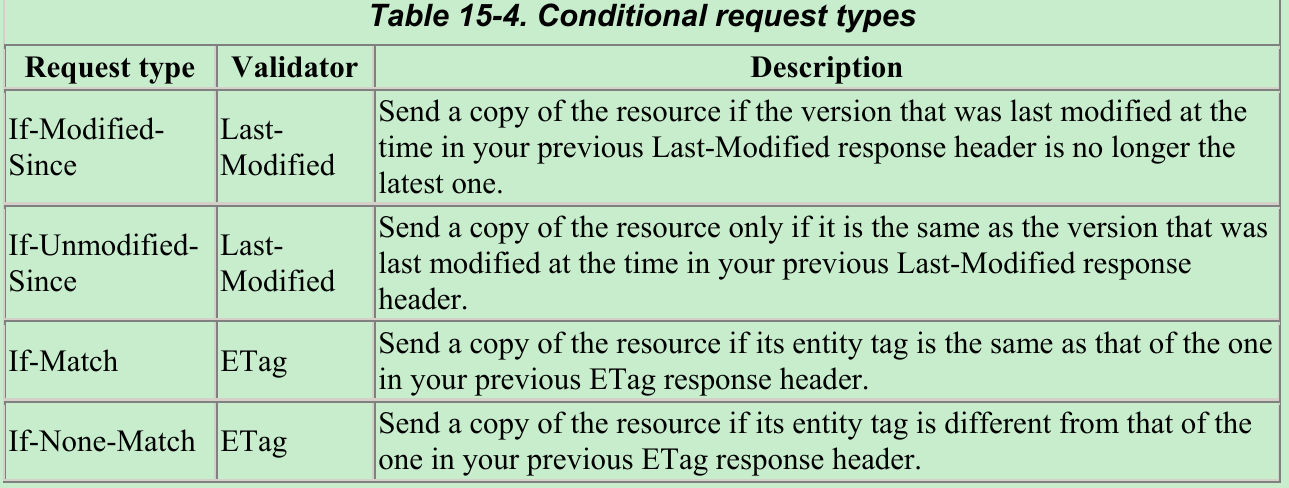 Table 15-4. Conditional request types
Request type Validator Description
If-Modified-
Since
Last-
Modified
Send a copy of the resource if the version that was last modified at the
time in your previous Last-Modified response header is no longer the
latest one.
If-Unmodified-
Since
Last-
Modified
Send a copy of the resource only if it is the same as the version that was
last modified at the time in your previous Last-Modified response
header.
If-Match
ETag
Send a copy of the resource if its entity tag is the same as that of the one
in your previous ETag response header.
If-None-Match
ETag
Send a copy of the resource if its entity tag is different from that of the
one in your previous ETag response header.